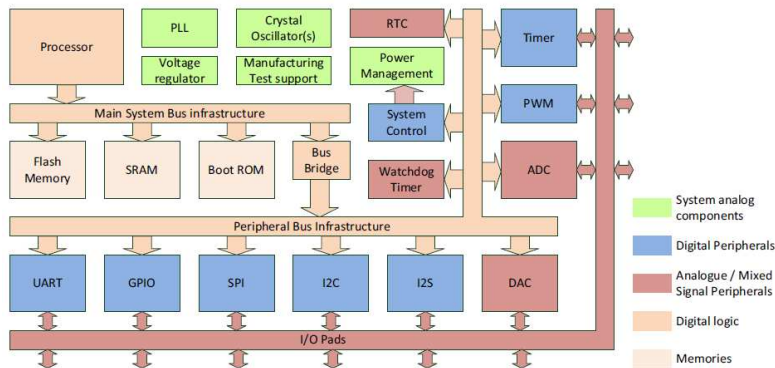 Processor
PLL
Crystal
Oscillator(s)
RTC
Timer
Voltage
regulator
Manufacturing
Test support
Power
Management
Main System Bus infrastructure
System
Control
PWM
Flash
Memory
SRAM
Boot ROM
Bus
Bridge
Watchdog
Timer
ADC
Peripheral Bus Infrastructure
UART
GPIO
SPI
I2C
I2S
DAC
I/O Pads
System analog
components
Digital Peripherals
Analogue / Mixed
Signal Peripherals
Digital logic
Memories